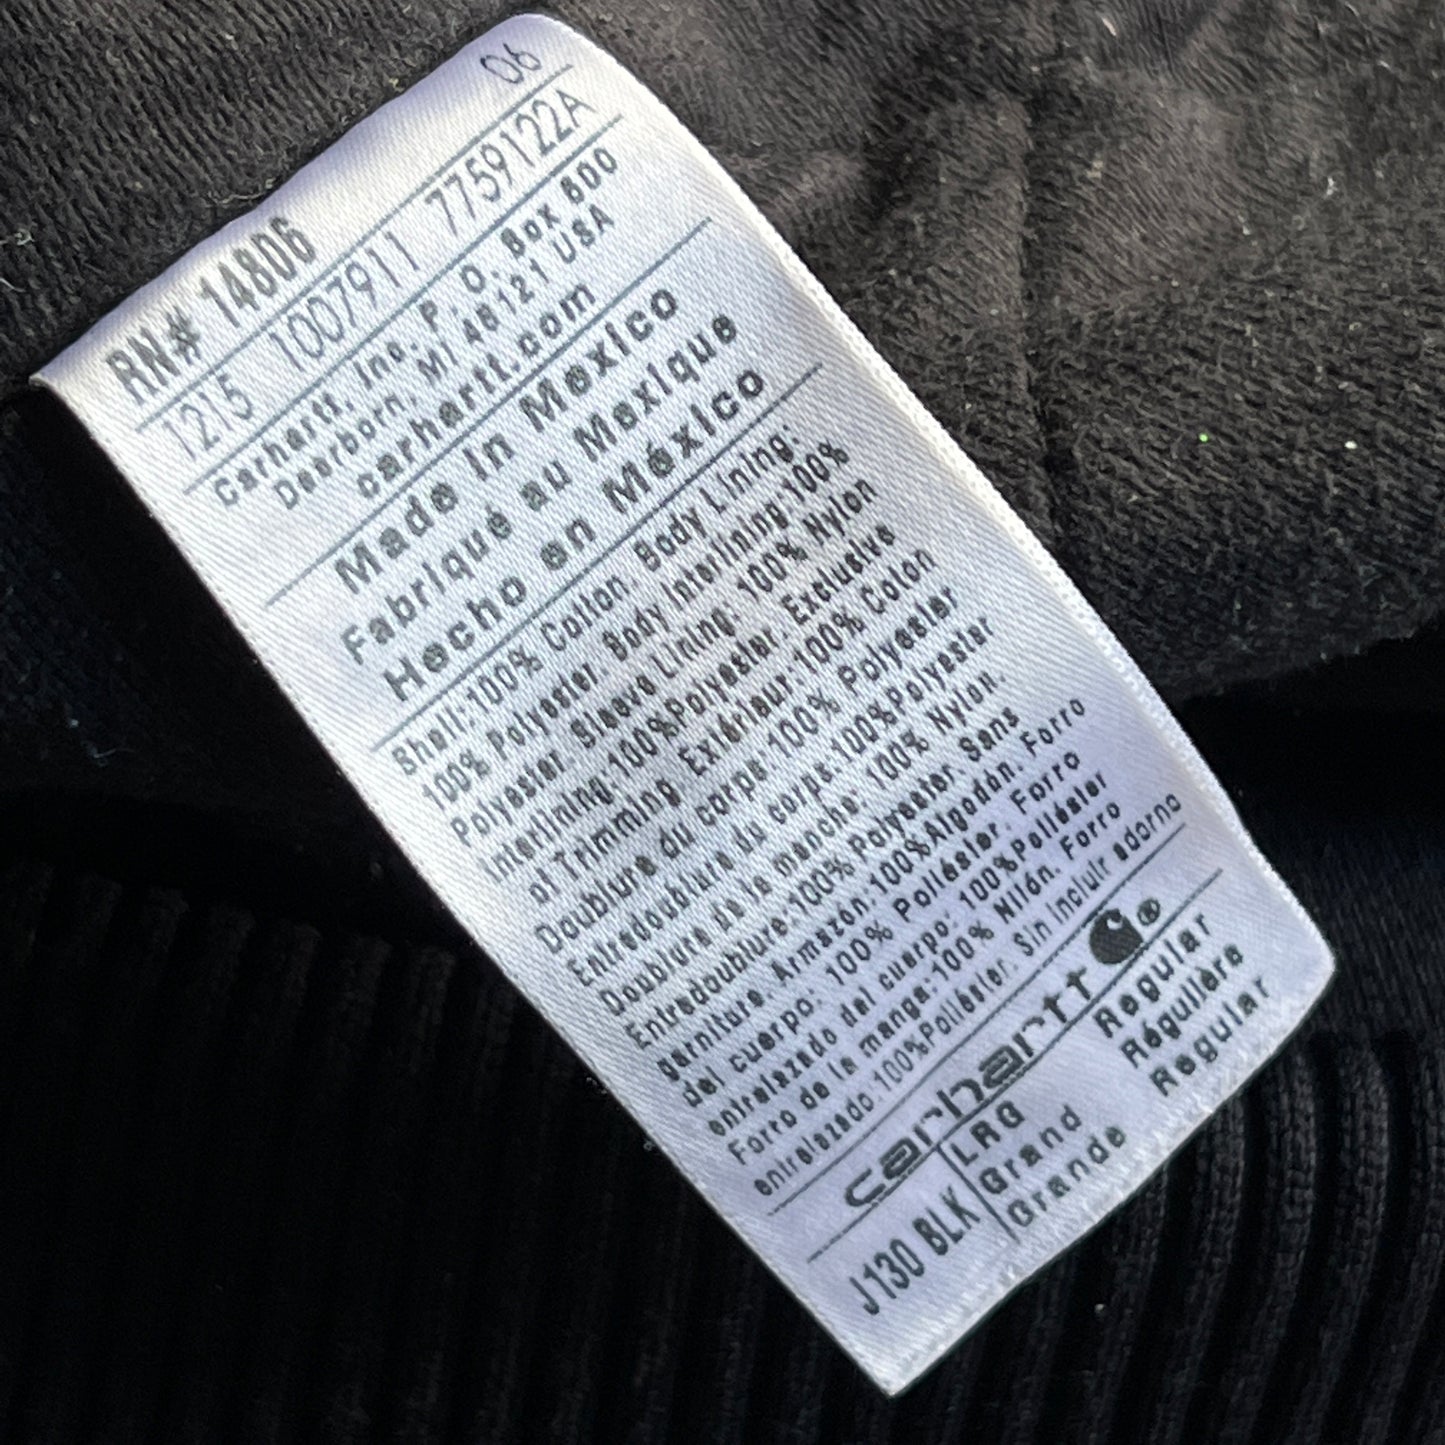 06
RN# 14806
1215 1007911 7759122A
Carhartt, Inc. P. O. Box 600
Dearborn, MI 48121 USA
carhartt.com
Made in Mexico
Fabriqué au Mexique
Hecho en México
Shell:100% Cotton. Body Lining:
100% Polyester. Body Interlining:100%
Polyester. Sleeve Lining: 100% Nylon
Interlining:100%Polyester. Exclusive
of Trimming. Extérieur:100% Coton
Doublure du corps:100% Polyester
Entredoublure du corps:100%Polyester
Doublure de la manche: 100% Nylon.
Entredoublure:100% Polyester. Sans
garniture. Armazón:100%Algodón. Forro
del cuerpo: 100% Poliéster. Forro
entrelazado del cuerpo: 100%Poliéster
Forro de la manga:100% Nilón. Forro
entrelazado:100%Poliéster. Sin incluir adorno
carhartt ®
J130 BLK LRG Regular
Grand Régulière
Grande Regular